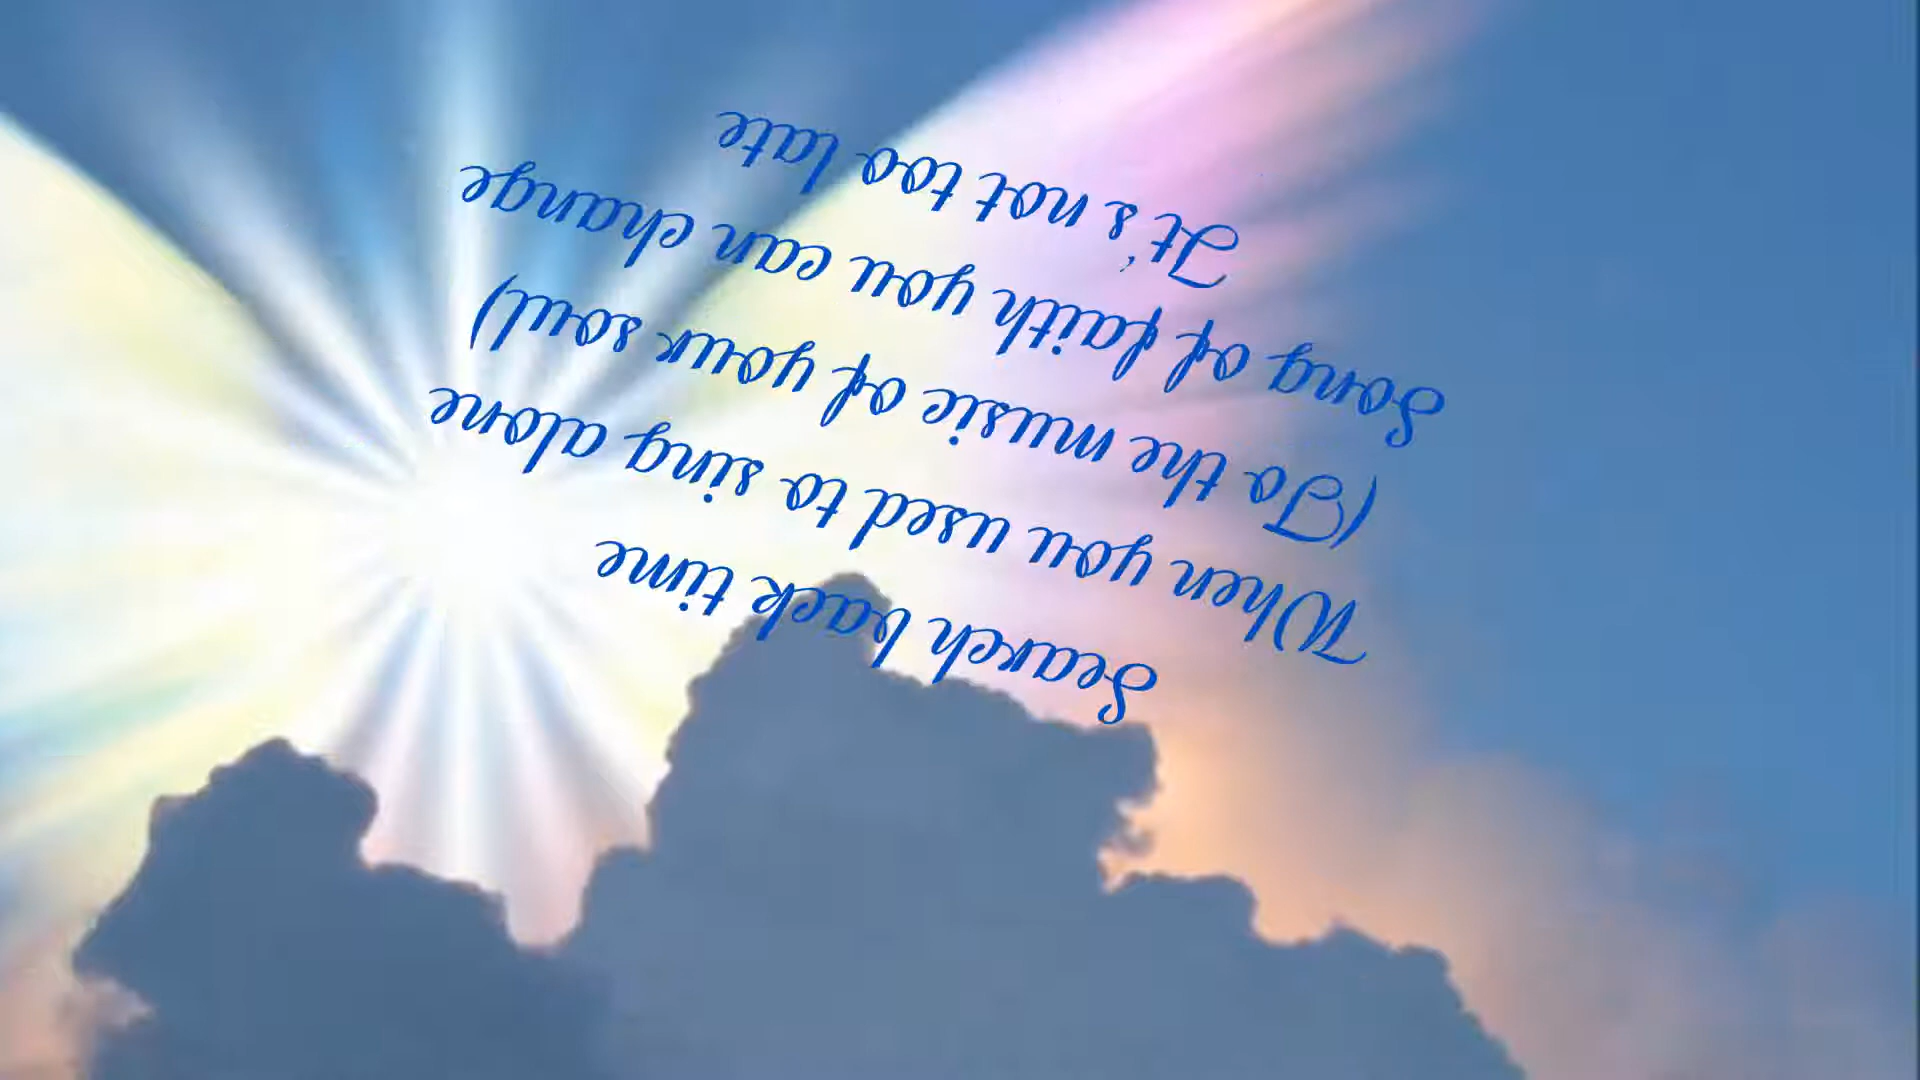 Search back time
When you used to sing alone
(To the music of your soul)
Song of faith you can change
It's not too late